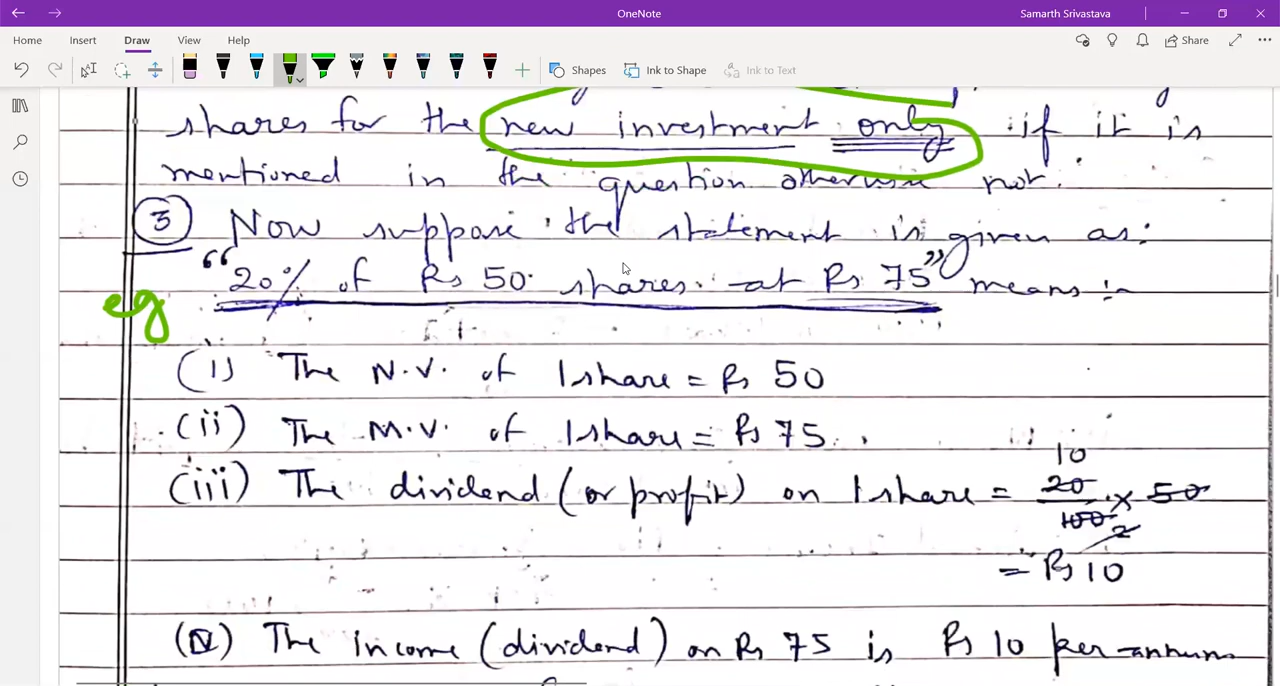 OneNote
Samarth Srivastava
Home Insert Draw View Help
Share
Shapes Ink to Shape Ink to Text
shares for the new investment only if it is
mentioned in the question otherwise not.
③ Now suppose the statement is given as:
"20% of Rs 50 shares at Rs 75" means :-
eg
(i) The N.V. of 1 share = Rs 50
(ii) The M.V. of 1 share = Rs 75.
(iii) The dividend (or profit) on 1 share = 20/100 × 50
10
2
= Rs 10
(iv) The Income (dividend) on Rs 75 is Rs 10 per-annum